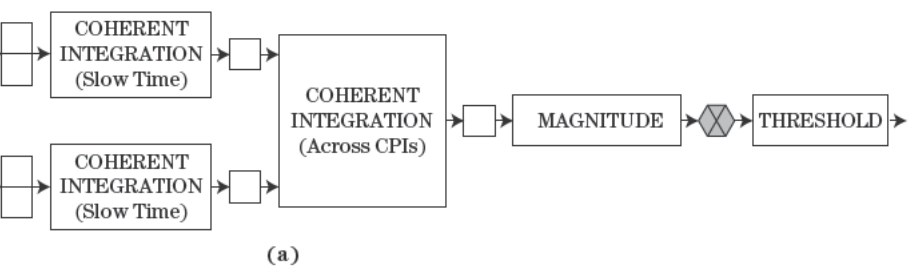 COHERENT
INTEGRATION
(Slow Time)
COHERENT
INTEGRATION
(Across CPIs)
MAGNITUDE
THRESHOLD
COHERENT
INTEGRATION
(Slow Time)
(a)